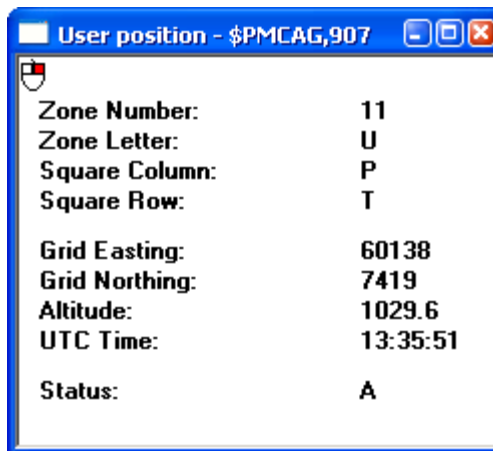 User position - $PMCAG,907
Zone Number: 11
Zone Letter: U
Square Column: P
Square Row: T
Grid Easting: 60138
Grid Northing: 7419
Altitude: 1029.6
UTC Time: 13:35:51
Status: A